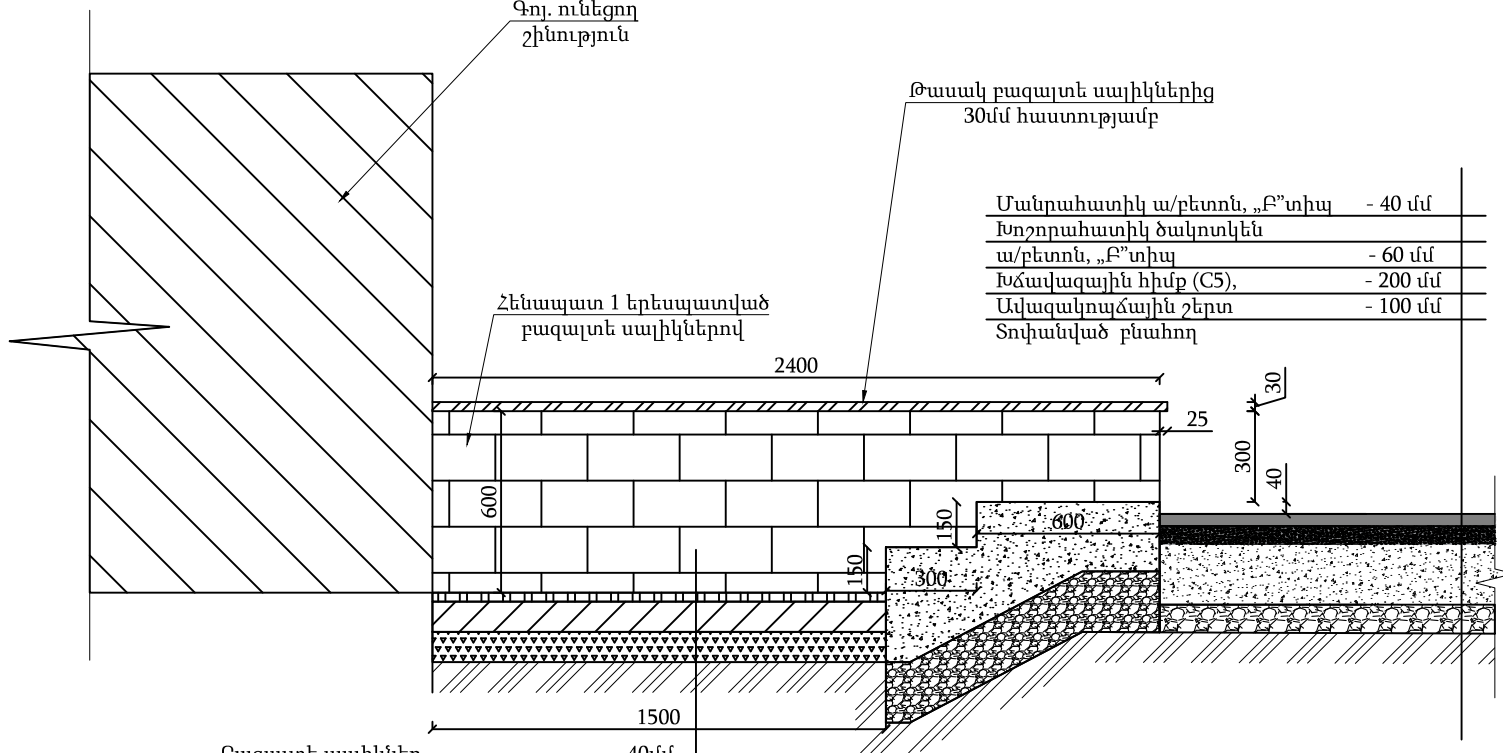 Գոյ. ունեցող
շինություն
Թասակ բազալտե սալիկներից
30մմ հաստությամբ
Մանրահատիկ ա/բետոն, „Բ”տիպ - 40 մմ
Խոշորահատիկ ծակոտկեն
ա/բետոն, „Բ”տիպ - 60 մմ
Խճավազային հիմք (C5), - 200 մմ
Ավազակոպճային շերտ - 100 մմ
Տոփանված բնահող
Հենապատ 1 երեսպատված
բազալտե սալիկներով
2400
30
25
300
40
600
150
600
150
300
1500
Բազալտե սալիկներ 40մմ